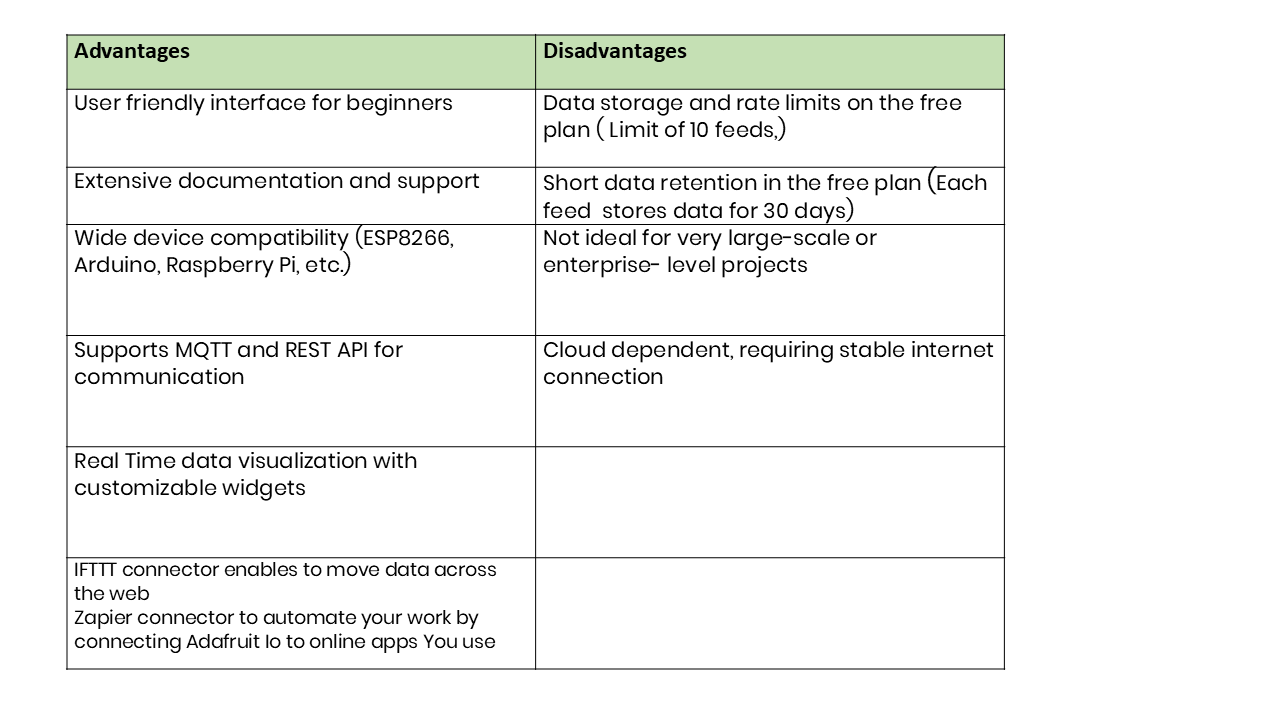 Advantages
Disadvantages
User friendly interface for beginners
Data storage and rate limits on the free
plan ( Limit of 10 feeds,)
Extensive documentation and support
Short data retention in the free plan (Each
feed  stores data for 30 days)
Wide device compatibility (ESP8266,
Arduino, Raspberry Pi, etc.)
Not ideal for very large-scale or
enterprise- level projects
Supports MQTT and REST API for
communication
Cloud dependent, requiring stable internet
connection
Real Time data visualization with
customizable widgets
IFTTT connector enables to move data across
the web
Zapier connector to automate your work by
connecting Adafruit Io to online apps You use